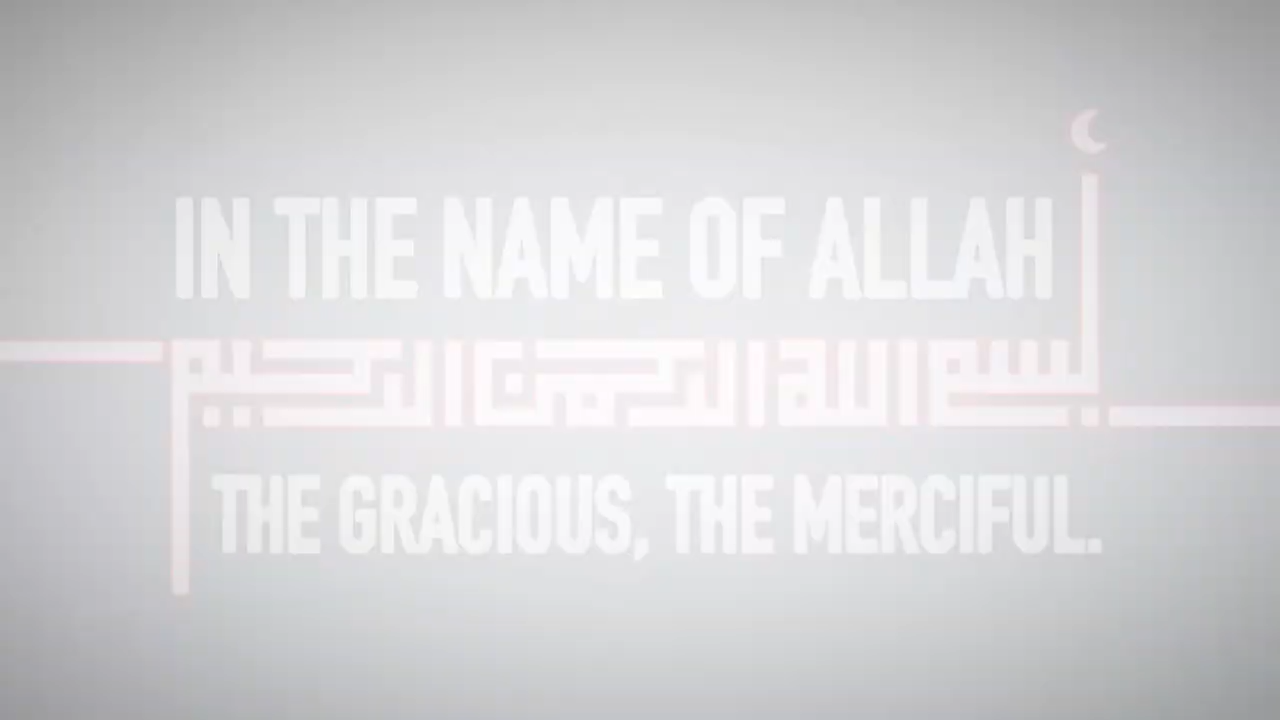 IN THE NAME OF ALLAH
بسم الله الرحمن الرحيم
THE GRACIOUS, THE MERCIFUL.